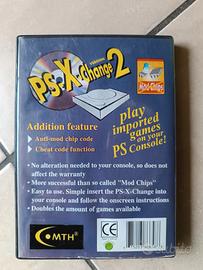 PS-X-Change 2
VERSION
Mod-Chips
play
imported
games
on your
PS Console!
Addition feature
✓ Anti-mod chip code
✓ Cheat code function
• No alteration needed to your console, so does
not affect the warranty
• More successful than so called "Mod Chips"
• Easy to use. Simple insert the PS-X-Change into
your console and follow the onscreen instructions
• Doubles the amount of games available
MTH
CE
subito